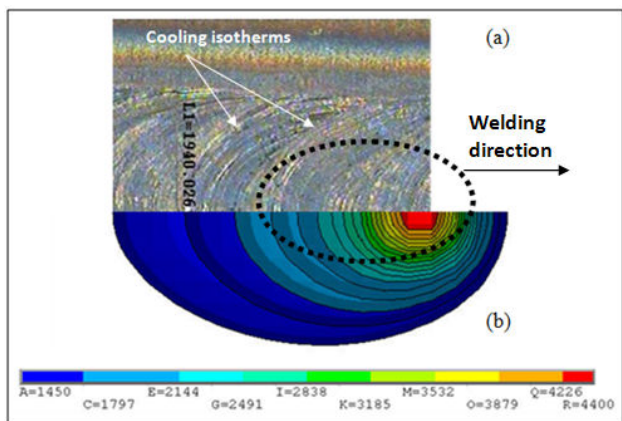 Cooling isotherms
(a)
L1=1940.026
Welding
direction
(b)
A=1450 E=2144 I=2838 M=3532 Q=4226
C=1797 G=2491 K=3185 O=3879 R=4400